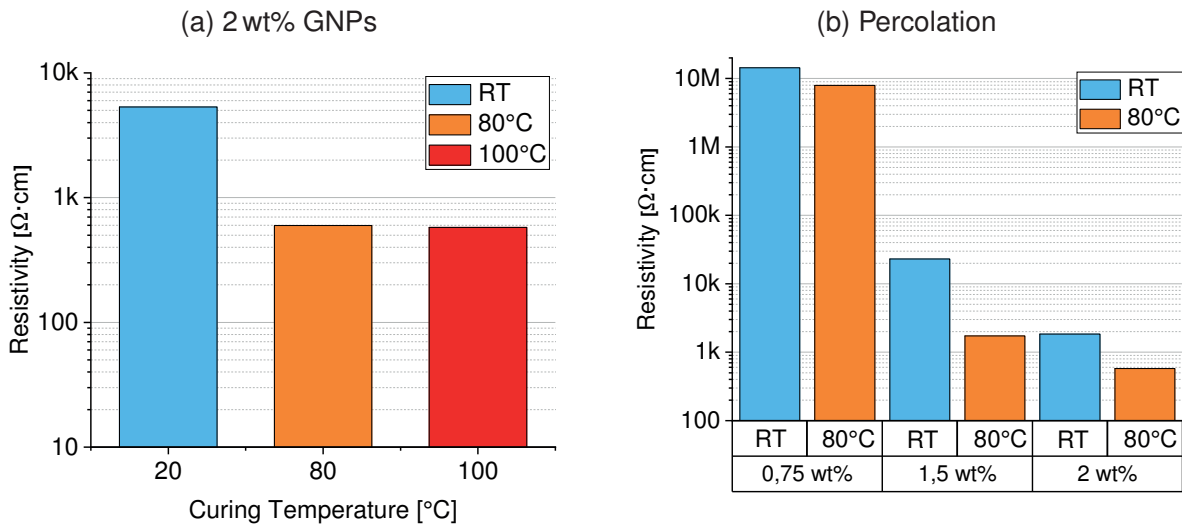 (a) 2 wt% GNPs
10k
1k
100
10
Resistivity [Ω·cm]
RT
80°C
100°C
20 80 100
Curing Temperature [°C]
(b) Percolation
10M
1M
100k
10k
1k
100
Resistivity [Ω·cm]
RT
80°C
RT 80°C RT 80°C RT 80°C
0,75 wt% 1,5 wt% 2 wt%